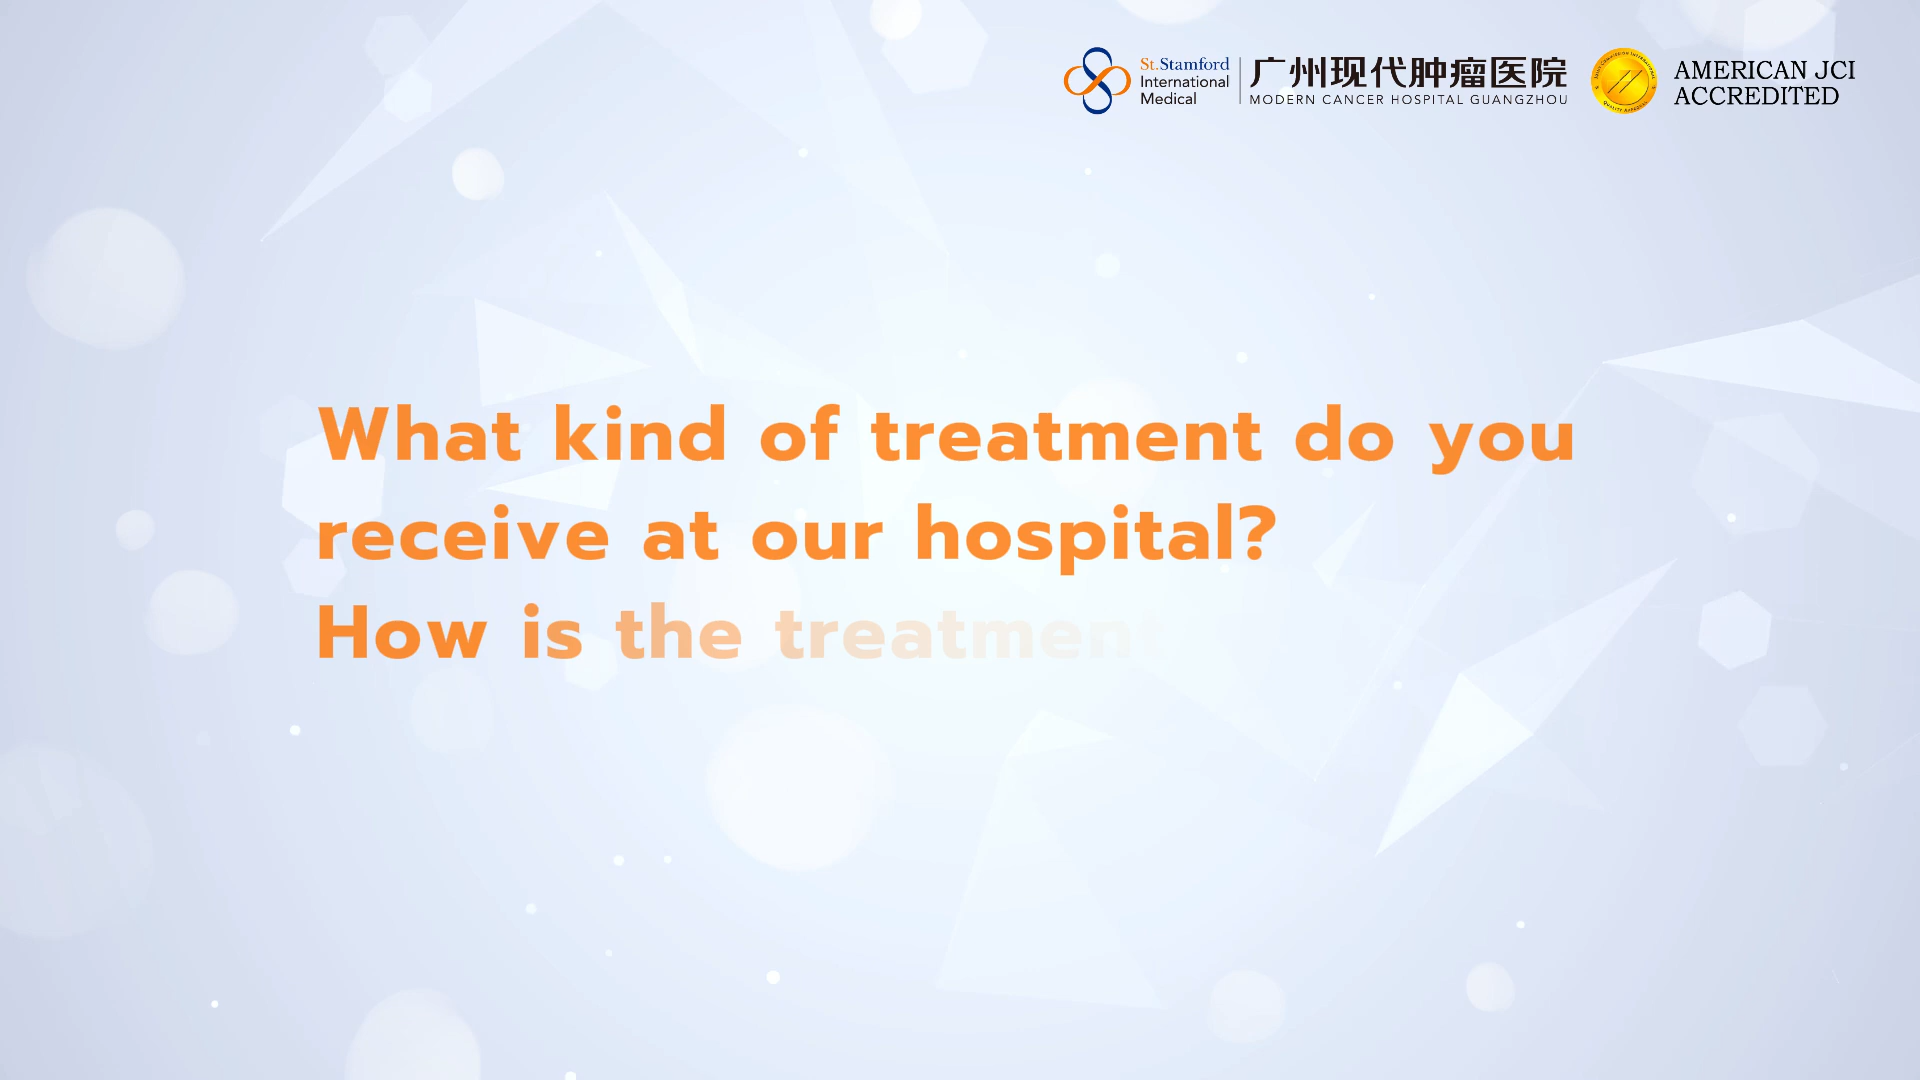 St.Stamford
International
Medical
广州现代肿瘤医院
MODERN CANCER HOSPITAL GUANGZHOU
AMERICAN JCI
ACCREDITED
What kind of treatment do you
receive at our hospital?
How is the treatmen